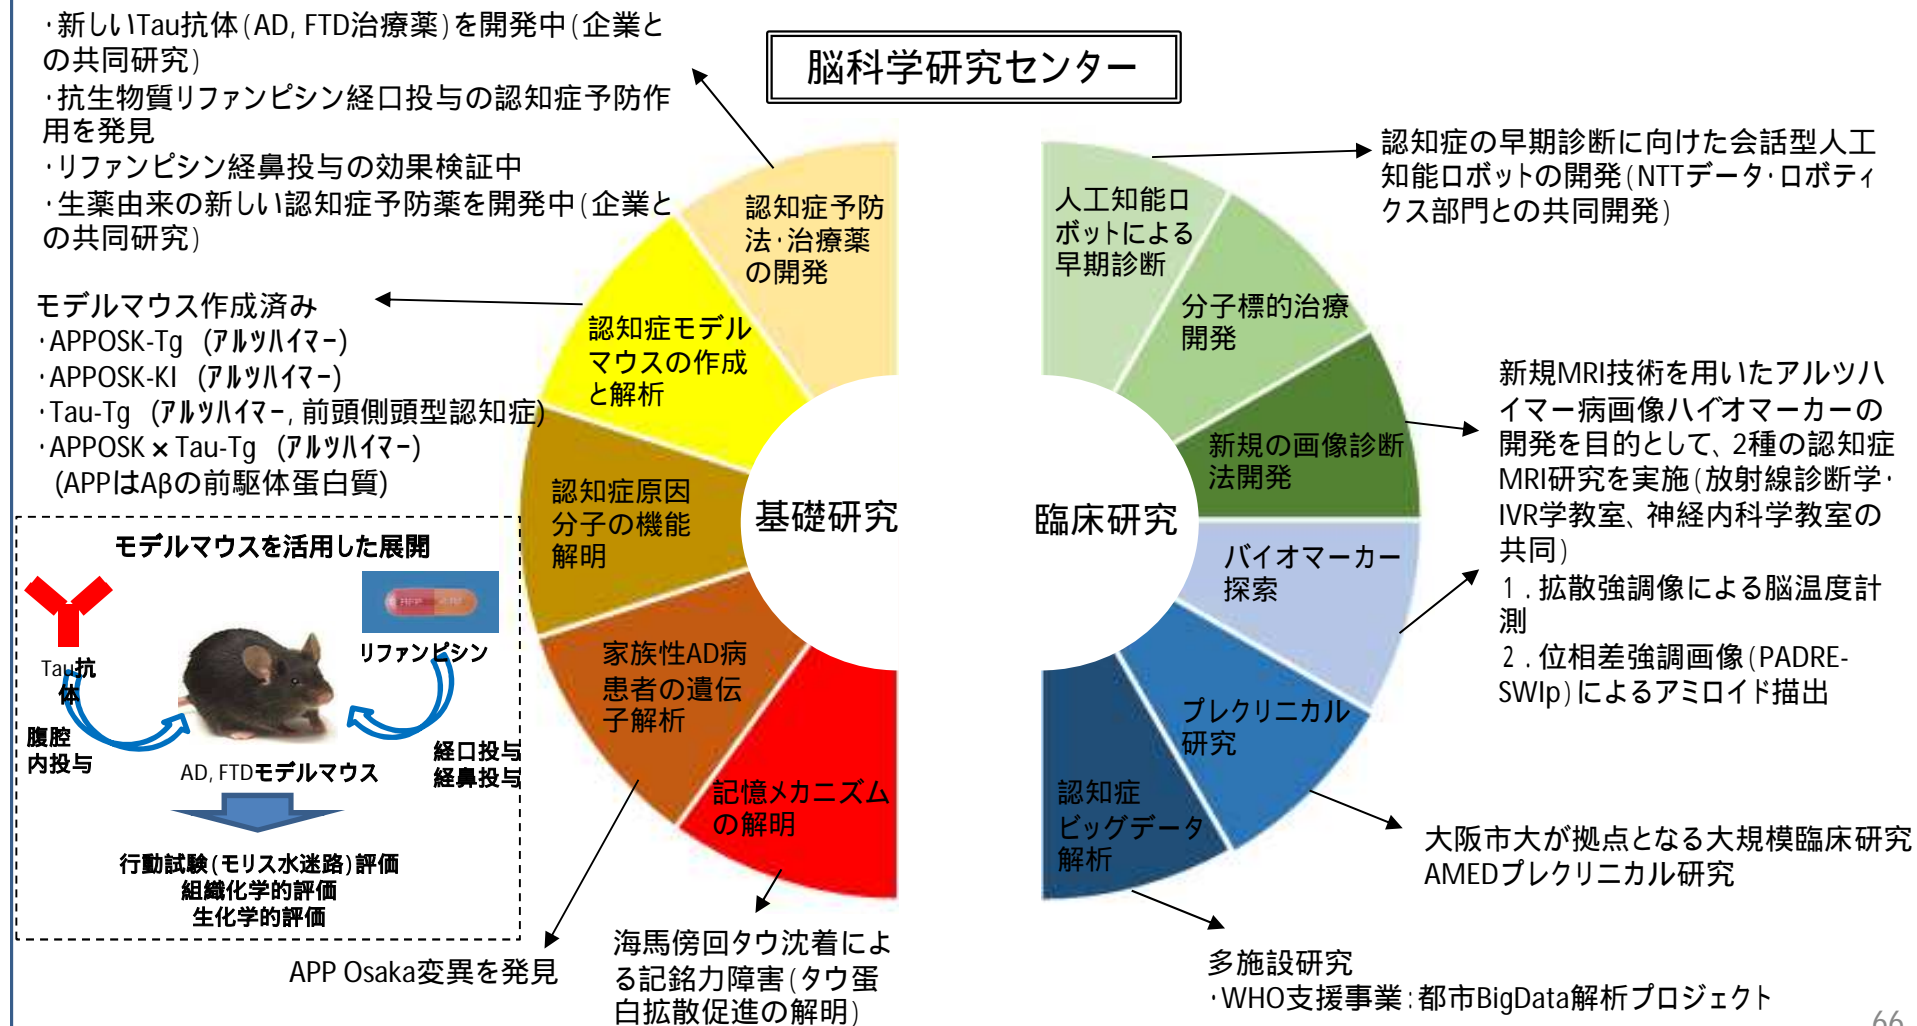 ·新しいTau抗体(AD, FTD治療薬)を開発中(企業と
の共同研究)
·抗生物質リファンピシン経口投与の認知症予防作
用を発見
·リファンピシン経鼻投与の効果検証中
·生薬由来の新しい認知症予防薬を開発中(企業と
の共同研究)
脳科学研究センター
認知症の早期診断に向けた会話型人工
知能ロボットの開発(NTTデータ·ロボティ
クス部門との共同開発)
認知症予防
法·治療薬
の開発
人工知能ロ
ボットによる
早期診断
モデルマウス作成済み
·APPOSK-Tg (アルツハイマー)
·APPOSK-KI (アルツハイマー)
·Tau-Tg (アルツハイマー, 前頭側頭型認知症)
·APPOSK×Tau-Tg (アルツハイマー)
(APPはAβの前駆体蛋白質)
認知症モデル
マウスの作成
と解析
分子標的治療
開発
新規MRI技術を用いたアルツハ
イマー病画像ハイオマーカーの
開発を目的として、2種の認知症
MRI研究を実施(放射線診断学·
IVR学教室、神経内科学教室の
共同)
1.拡散強調像による脳温度計
測
2.位相差強調画像(PADRE-
SWIp)によるアミロイド描出
新規の画像診断
法開発
認知症原因
分子の機能
解明
基礎研究
臨床研究
バイオマーカー
探索
モデルマウスを活用した展開
Tau抗
体
リファンピシン
腹腔
内投与
経口投与
経鼻投与
AD, FTDモデルマウス
行動試験(モリス水迷路)評価
組織化学的評価
生化学的評価
家族性AD病
患者の遺伝
子解析
プレクリニカル
研究
記憶メカニズム
の解明
認知症
ビッグデータ
解析
大阪市大が拠点となる大規模臨床研究
AMEDプレクリニカル研究
APP Osaka変異を発見
海馬傍回タウ沈着によ
る記銘力障害(タウ蛋
白拡散促進の解明)
多施設研究
·WHO支援事業:都市BigData解析プロジェクト
66